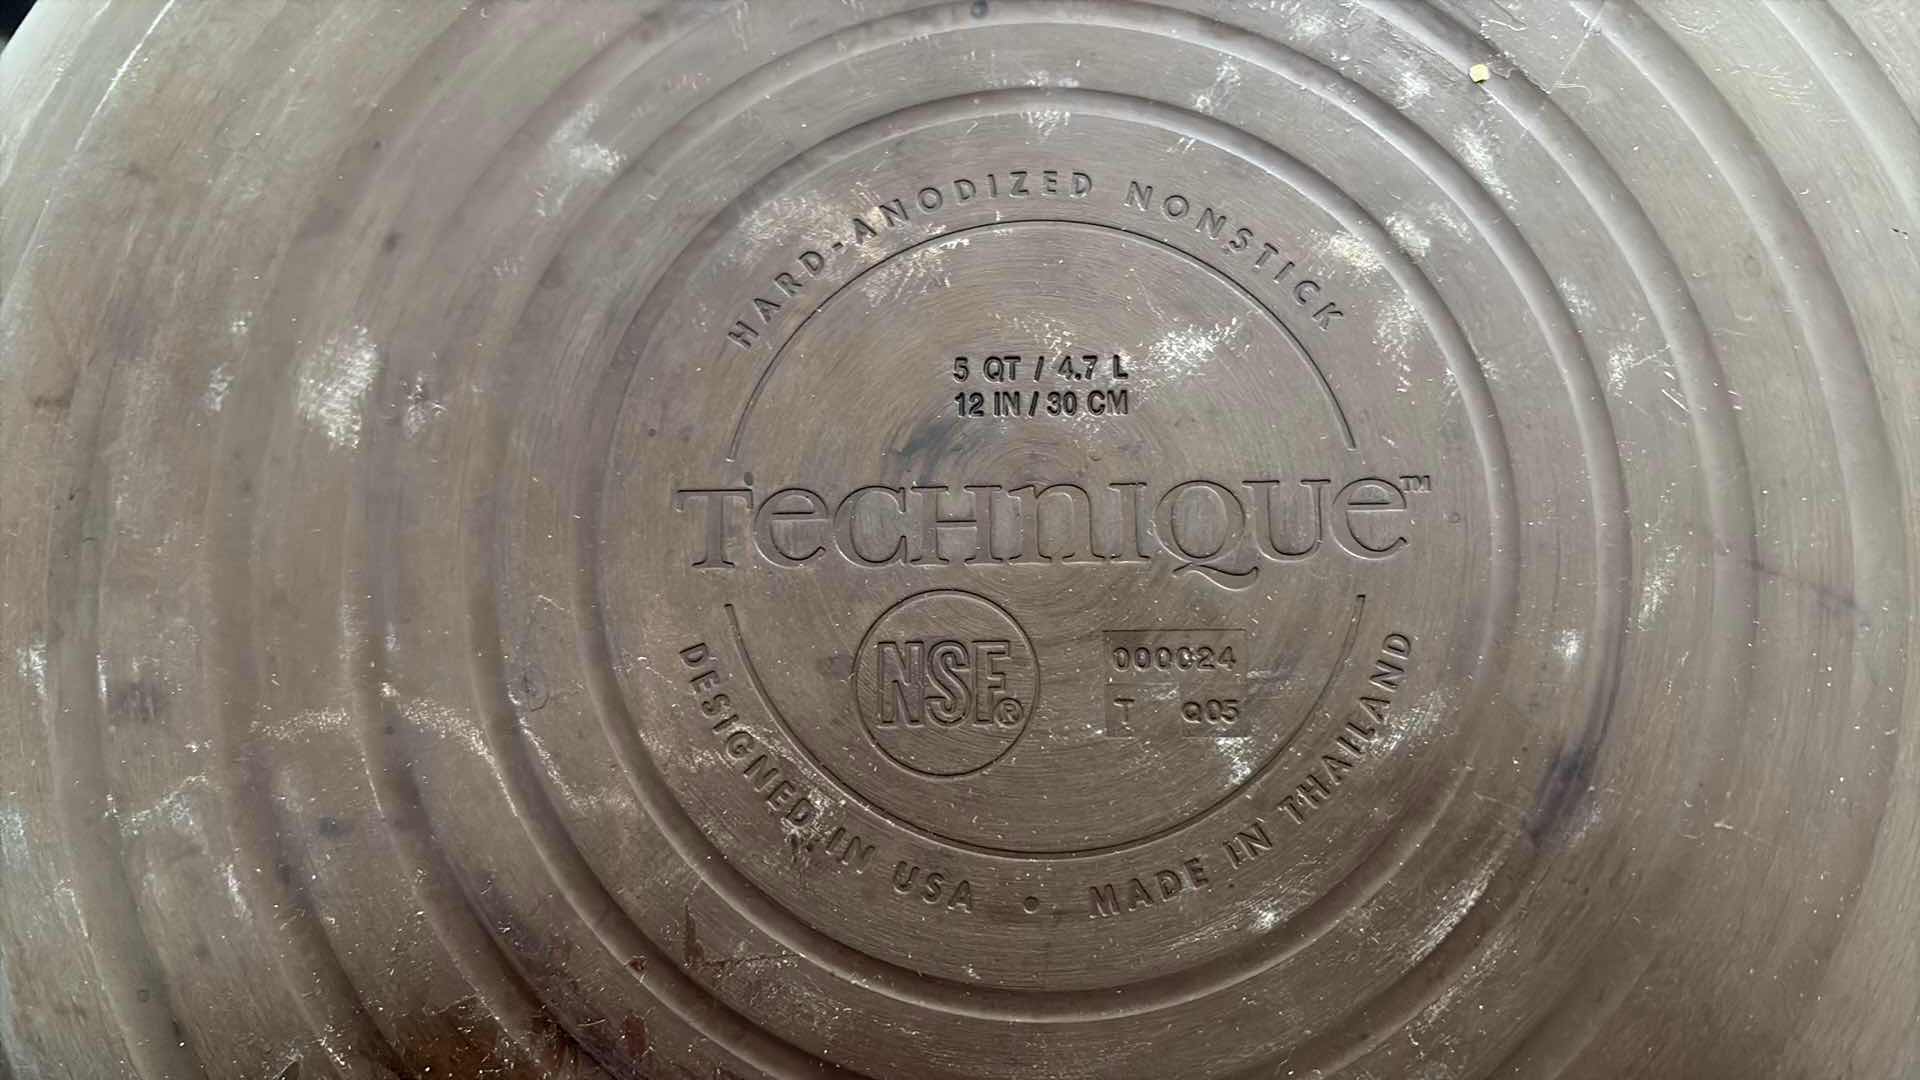 HARD-ANODIZED NONSTICK
5 QT / 4.7 L
12 IN / 30 CM
TeCHnIQUe™
NSF®
000024
T Q05
DESIGNED IN USA • MADE IN THAILAND